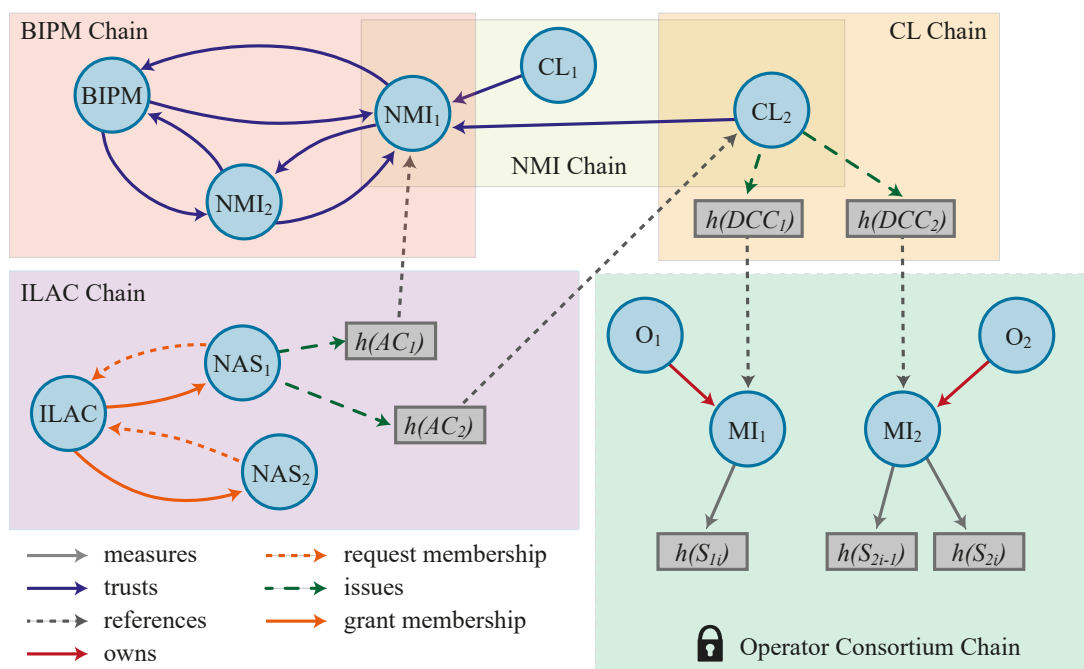 BIPM Chain
CL Chain
BIPM
NMI₁
CL₁
CL₂
NMI₂
NMI Chain
h(DCC₁)
h(DCC₂)
ILAC Chain
h(AC₁)
NAS₁
ILAC
h(AC₂)
NAS₂
O₁
O₂
MI₁
MI₂
h(S₁ᵢ)
h(S₂ᵢ₋₁)
h(S₂ᵢ)
measures
trusts
references
owns
request membership
issues
grant membership
Operator Consortium Chain